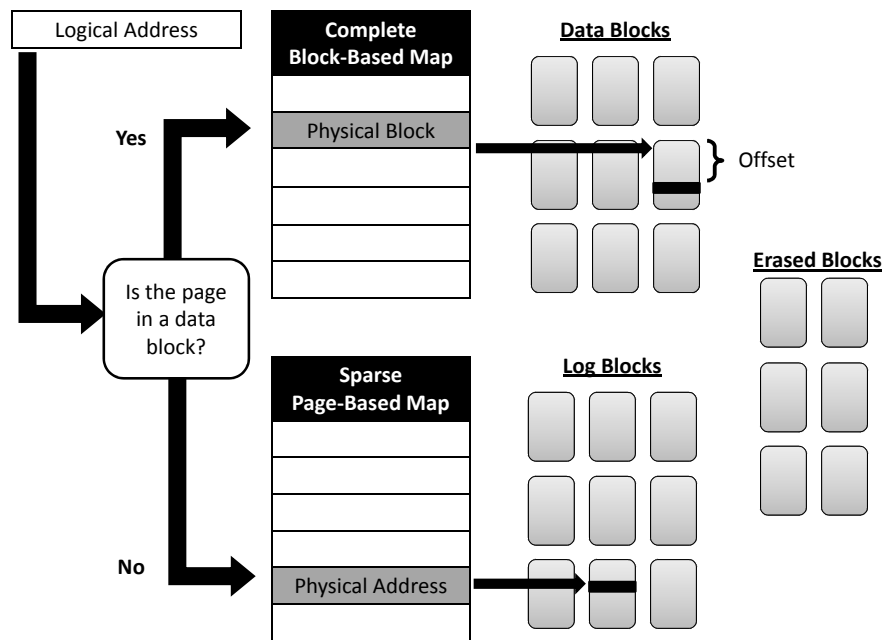 Logical Address
Complete
Block-Based Map
Data Blocks
Yes
Physical Block
Offset
Erased Blocks
Is the page
in a data
block?
Sparse
Page-Based Map
Log Blocks
No
Physical Address